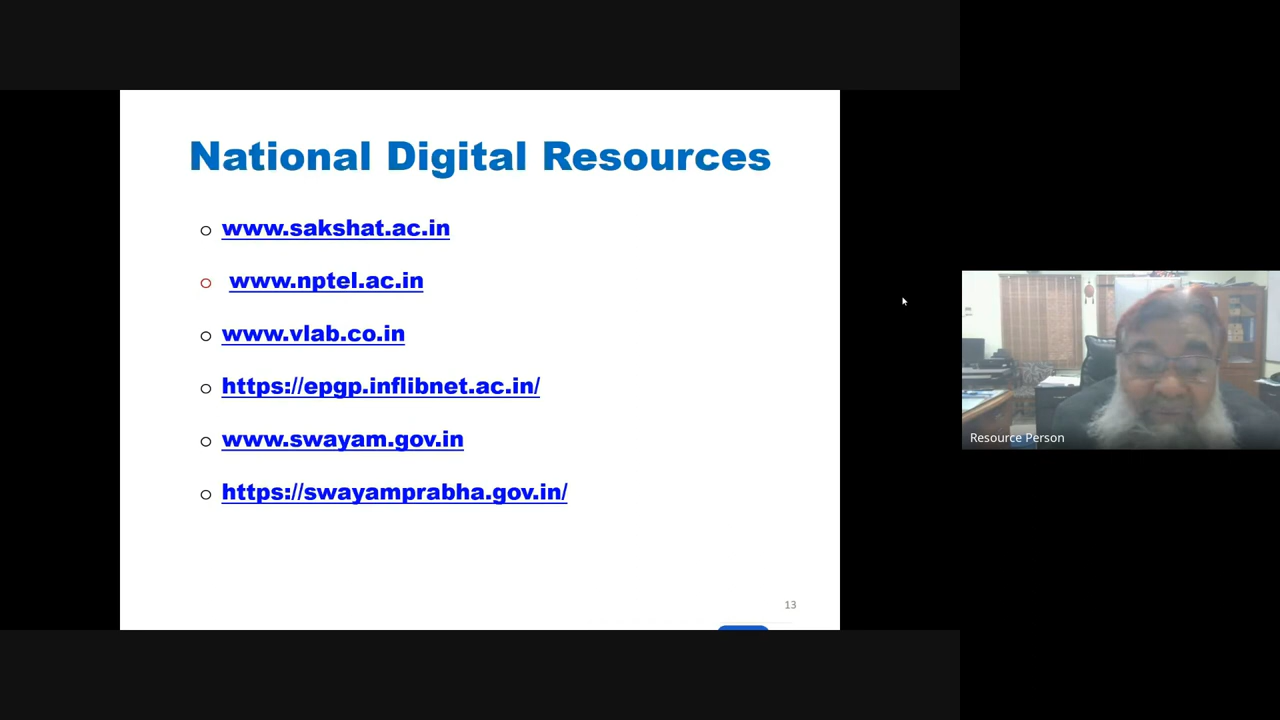 National Digital Resources
www.sakshat.ac.in
www.nptel.ac.in
www.vlab.co.in
https://epgp.inflibnet.ac.in/
www.swayam.gov.in
https://swayamprabha.gov.in/
13
Resource Person